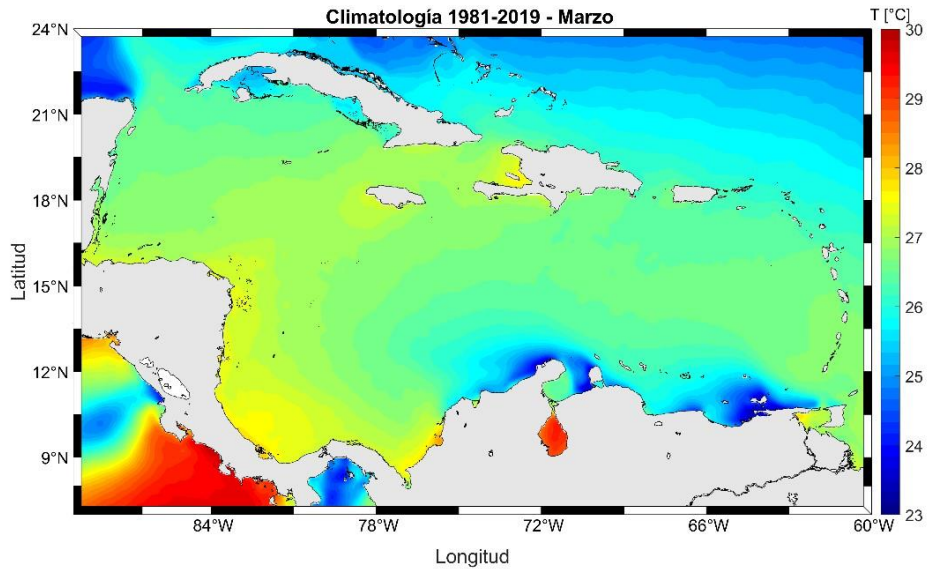 Climatología 1981-2019 - Marzo
T [°C]
24°N
21°N
18°N
15°N
12°N
9°N
Latitud
84°W
78°W
72°W
66°W
60°W
Longitud
30
29
28
27
26
25
24
23